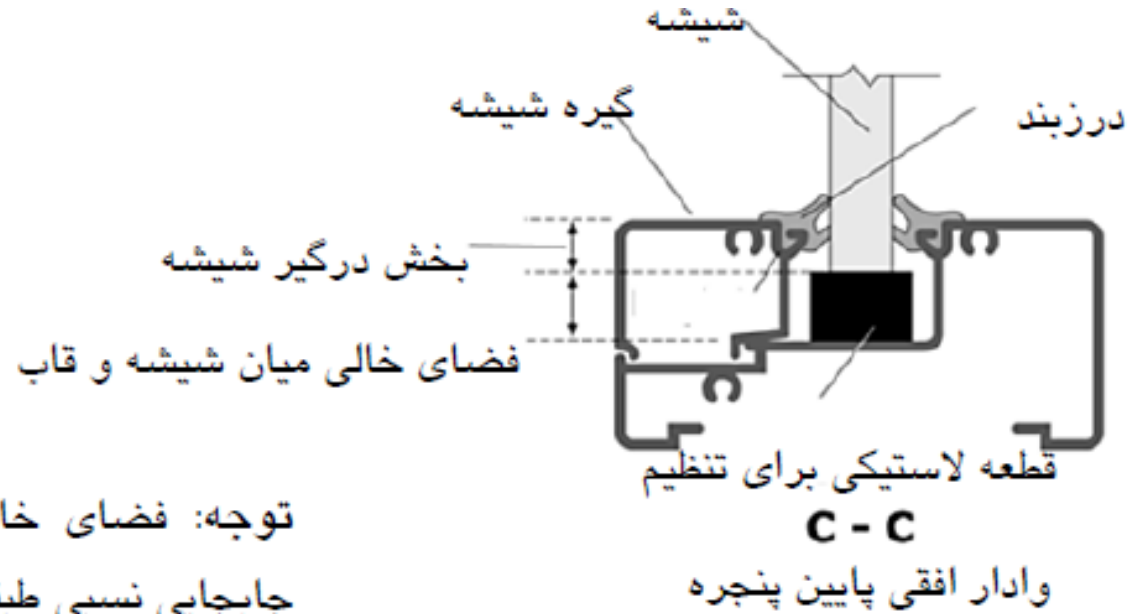 شیشه
گیره شیشه
درزبند
بخش درگیر شیشه
فضای خالی میان شیشه و قاب
قطعه لاستیکی برای تنظیم
C - C
وادار افقی پایین پنجره
توجه: فضای
جابجایی نسبی